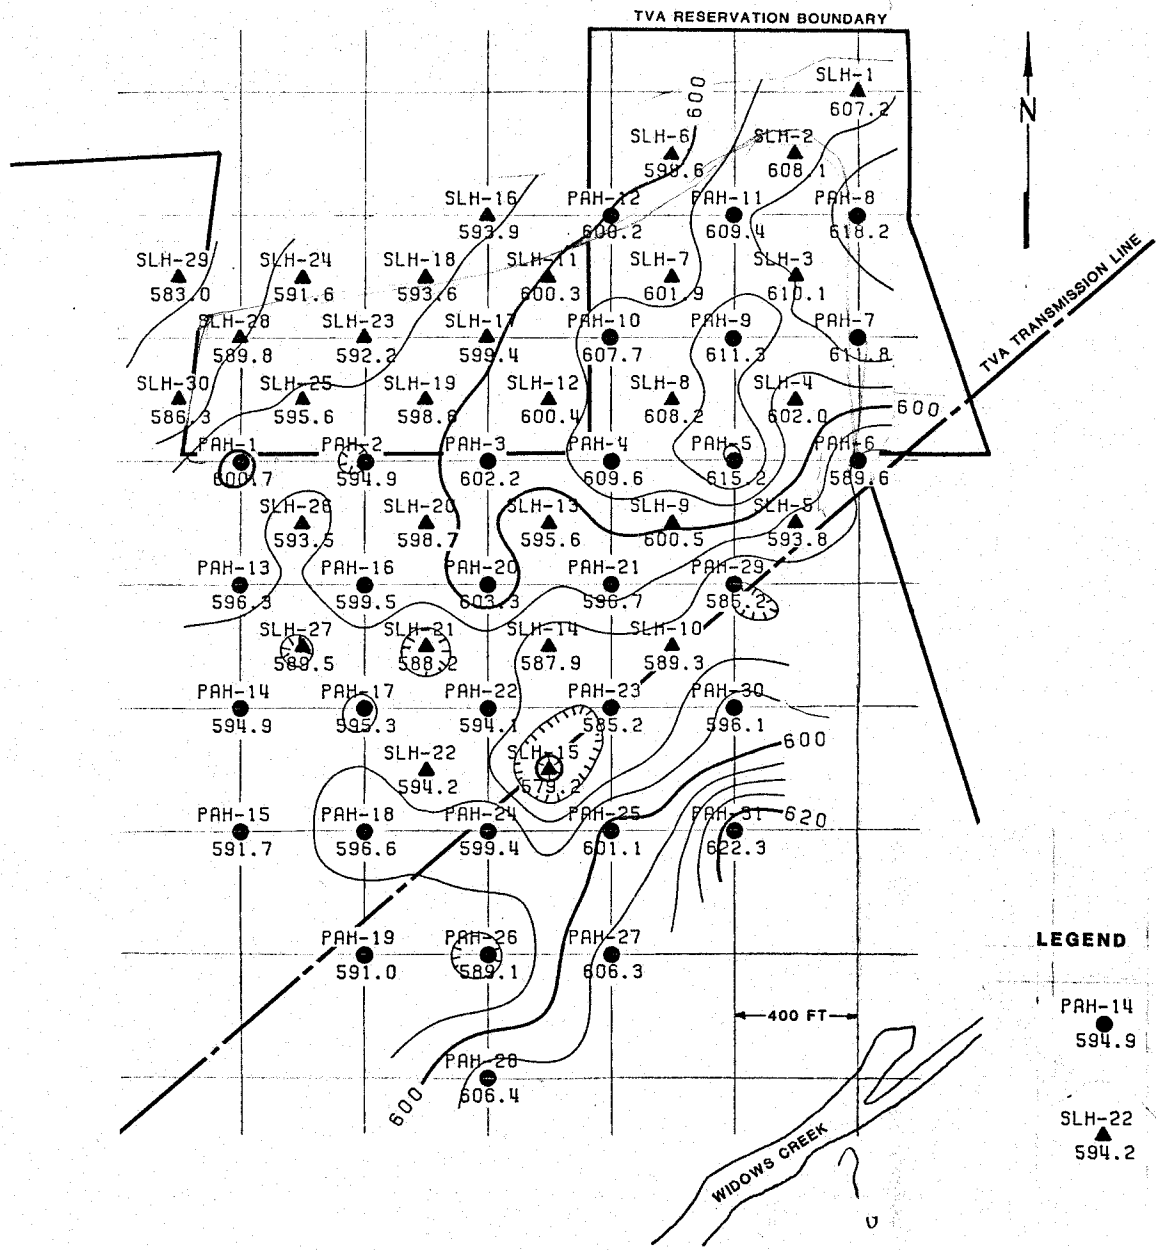 TVA RESERVATION BOUNDARY
SLH-1
607.2
600
N
SLH-6
SLH-2
598.6
608.1
SLH-16
PAH-12
PAH-11
PAH-8
593.9
600.2
609.4
618.2
SLH-29
SLH-24
SLH-18
SLH-11
SLH-7
SLH-3
583.0
591.6
593.6
600.3
601.9
610.1
TVA TRANSMISSION LINE
SLH-28
SLH-23
SLH-17
PAH-10
PAH-9
PAH-7
589.8
592.2
599.4
607.7
611.3
611.8
SLH-30
SLH-25
SLH-19
SLH-12
SLH-8
SLH-4
586.3
595.6
598.6
600.4
608.2
602.0
600
PAH-1
PAH-2
PAH-3
PAH-4
PAH-5
PAH-6
600.7
594.9
602.2
609.6
615.2
589.6
SLH-26
SLH-20
SLH-13
SLH-9
SLH-5
593.5
598.7
595.6
600.5
593.8
PAH-13
PAH-16
PAH-20
PAH-21
PAH-29
596.3
599.5
603.3
596.7
585.2
SLH-27
SLH-21
SLH-14
SLH-10
589.5
588.2
587.9
589.3
PAH-14
PAH-17
PAH-22
PAH-23
PAH-30
594.9
595.3
594.1
585.2
596.1
600
SLH-22
SLH-15
594.2
579.2
PAH-15
PAH-18
PAH-24
PAH-25
PAH-31
620
591.7
596.6
599.4
601.1
622.3
PAH-19
PAH-26
PAH-27
591.0
589.1
606.3
LEGEND
400 FT
PAH-14
594.9
PAH-28
606.4
600
SLH-22
594.2
WIDOWS CREEK